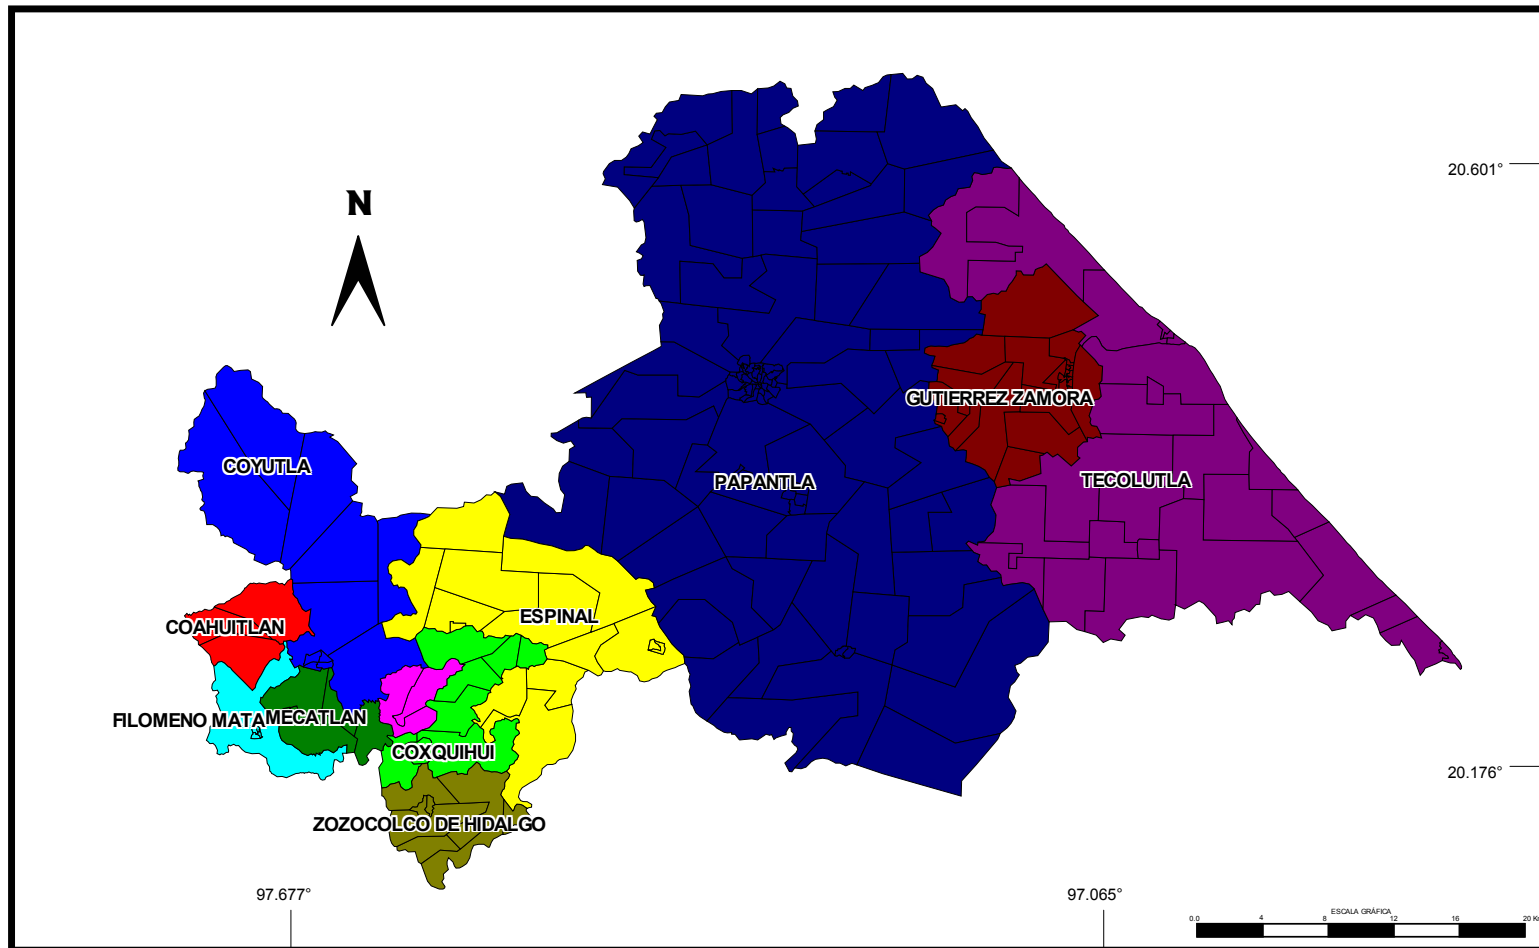 20.601°
N
GUTIERREZ ZAMORA
COYUTLA
PAPANTLA
TECOLUTLA
ESPINAL
COAHUITLAN
FILOMENO MATA
MECATLAN
COXQUIHUI
20.176°
ZOZOCOLCO DE HIDALGO
97.677°
97.065°
ESCALA GRÁFICA
0.0 4 8 12 16 20 K